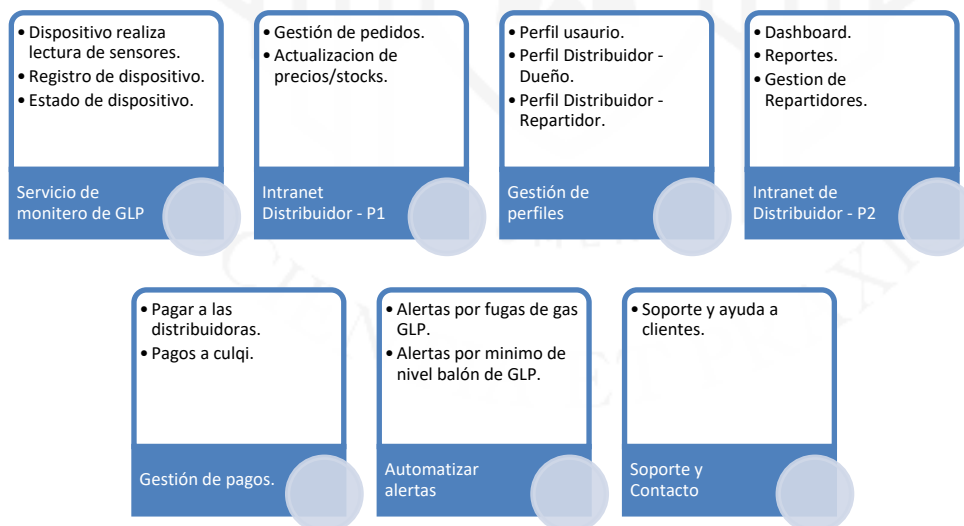 • Dispositivo realiza
lectura de sensores.
• Registro de dispositivo.
• Estado de dispositivo.
Servicio de
monitero de GLP
• Gestión de pedidos.
• Actualizacion de
precios/stocks.
Intranet
Distribuidor - P1
• Perfil usaurio.
• Perfil Distribuidor -
Dueño.
• Perfil Distribuidor -
Repartidor.
Gestión de
perfiles
• Dashboard.
• Reportes.
• Gestion de
Repartidores.
Intranet de
Distribuidor - P2
• Pagar a las
distribuidoras.
• Pagos a culqi.
Gestión de pagos.
• Alertas por fugas de gas
GLP.
• Alertas por minimo de
nivel balón de GLP.
Automatizar
alertas
• Soporte y ayuda a
clientes.
Soporte y
Contacto